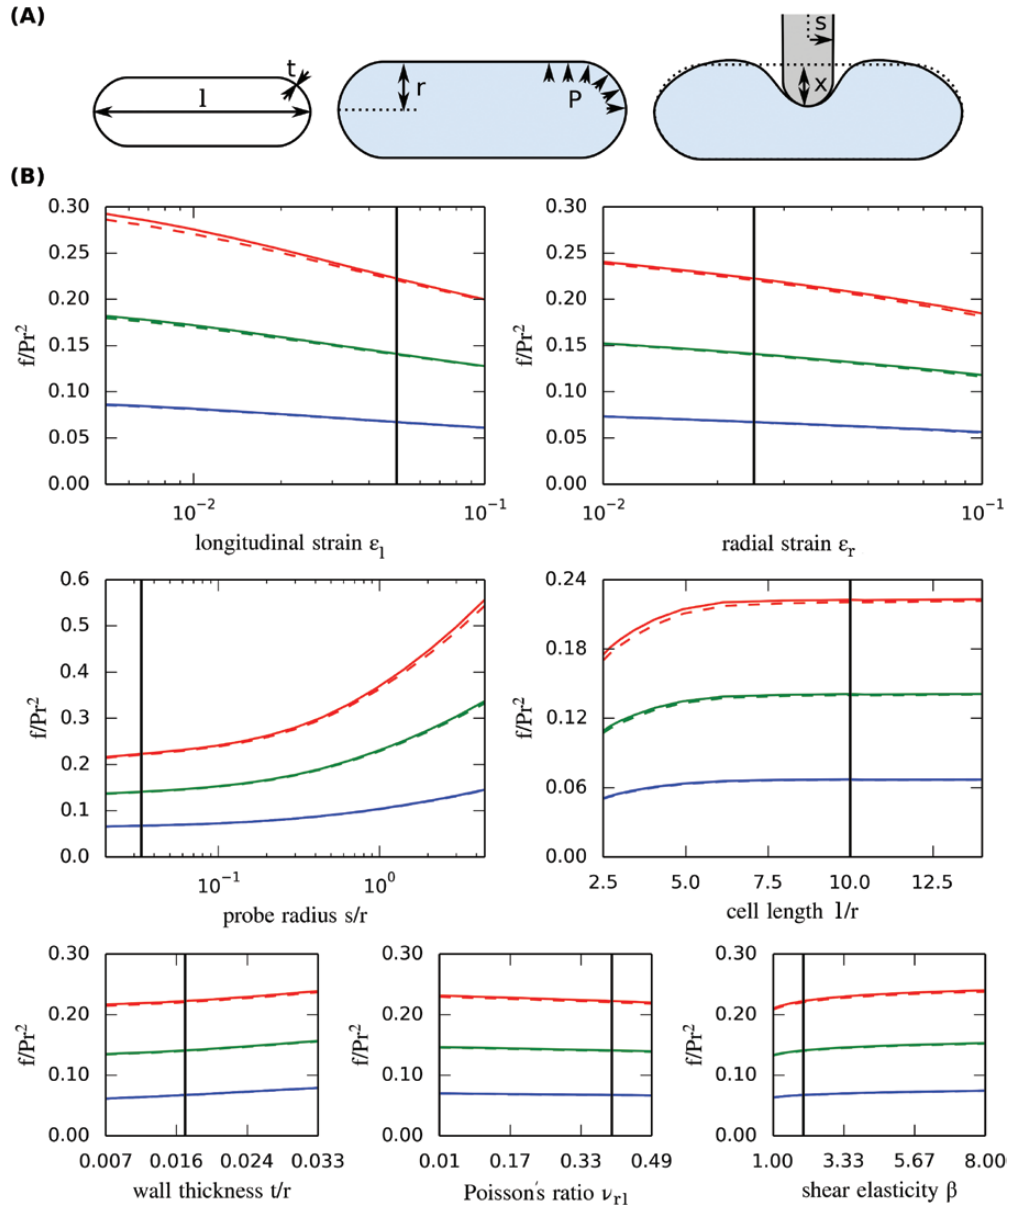 (A)
t
l
r
P
s
x
(B)
0.30
0.25
0.20
0.15
0.10
0.05
0.00
f/Pr²
10⁻²
10⁻¹
longitudinal strain ε₁
0.30
0.25
0.20
0.15
0.10
0.05
0.00
f/Pr²
10⁻²
10⁻¹
radial strain εᵣ
0.6
0.5
0.4
0.3
0.2
0.1
0.0
f/Pr²
10⁻¹
10⁰
probe radius s/r
0.24
0.18
0.12
0.06
0.00
f/Pr²
2.5 5.0 7.5 10.0 12.5
cell length l/r
0.30
0.20
0.10
0.00
f/Pr²
0.007 0.016 0.024 0.033
wall thickness t/r
0.30
0.20
0.10
0.00
f/Pr²
0.01 0.17 0.33 0.49
Poisson's ratio νᵣₗ
0.30
0.20
0.10
0.00
f/Pr²
1.00 3.33 5.67 8.00
shear elasticity β